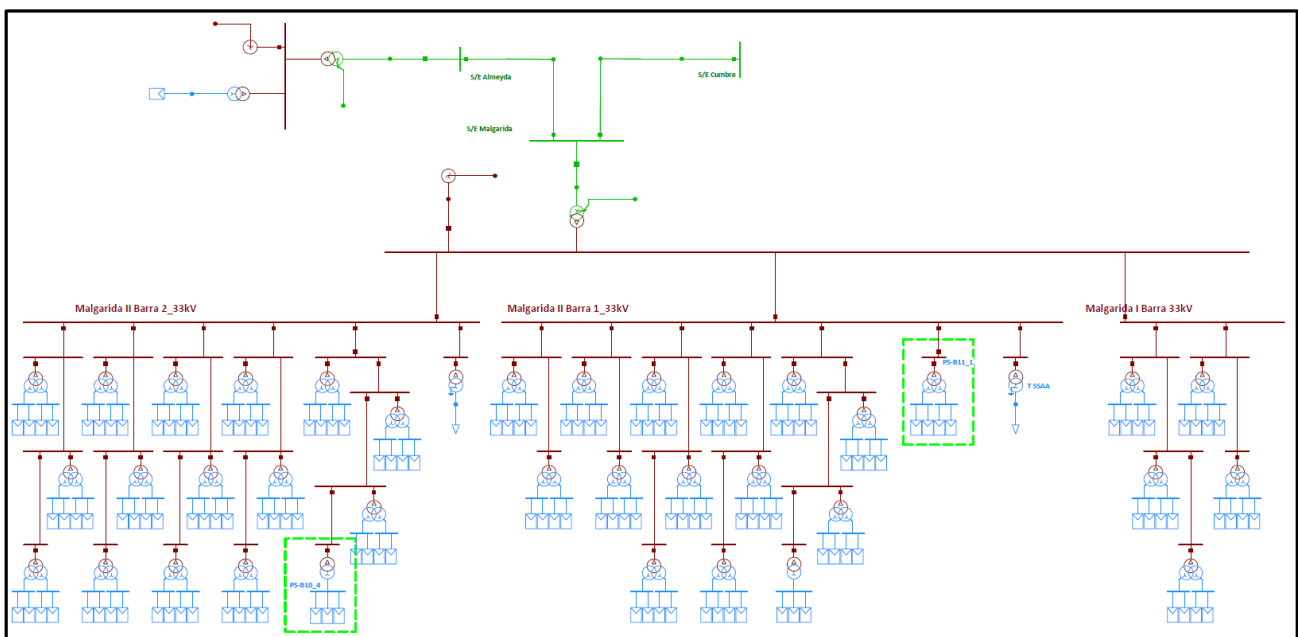 S/E Almeyda
S/E Cumbre
S/E Malgarida
Malgarida II Barra 2_33kV
Malgarida II Barra 1_33kV
Malgarida I Barra 33kV
PS-B11_1
T SSAA
PS-B10_4